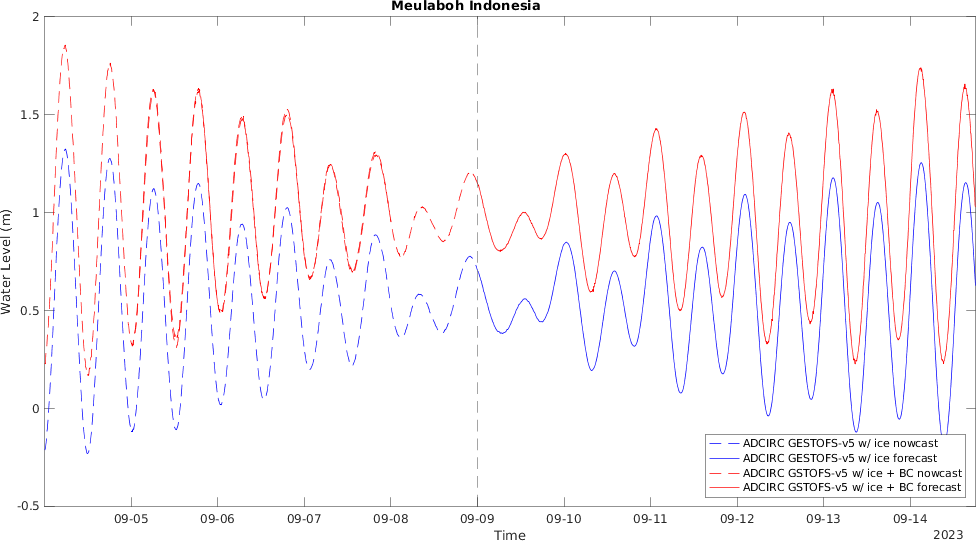 Meulaboh Indonesia
2
1.5
1
0.5
0
-0.5
Water Level (m)
ADCIRC GESTOFS-v5 w/ ice nowcast
ADCIRC GESTOFS-v5 w/ ice forecast
ADCIRC GSTOFS-v5 w/ ice + BC nowcast
ADCIRC GSTOFS-v5 w/ ice + BC forecast
09-05 09-06 09-07 09-08 09-09 09-10 09-11 09-12 09-13 09-14
Time
2023